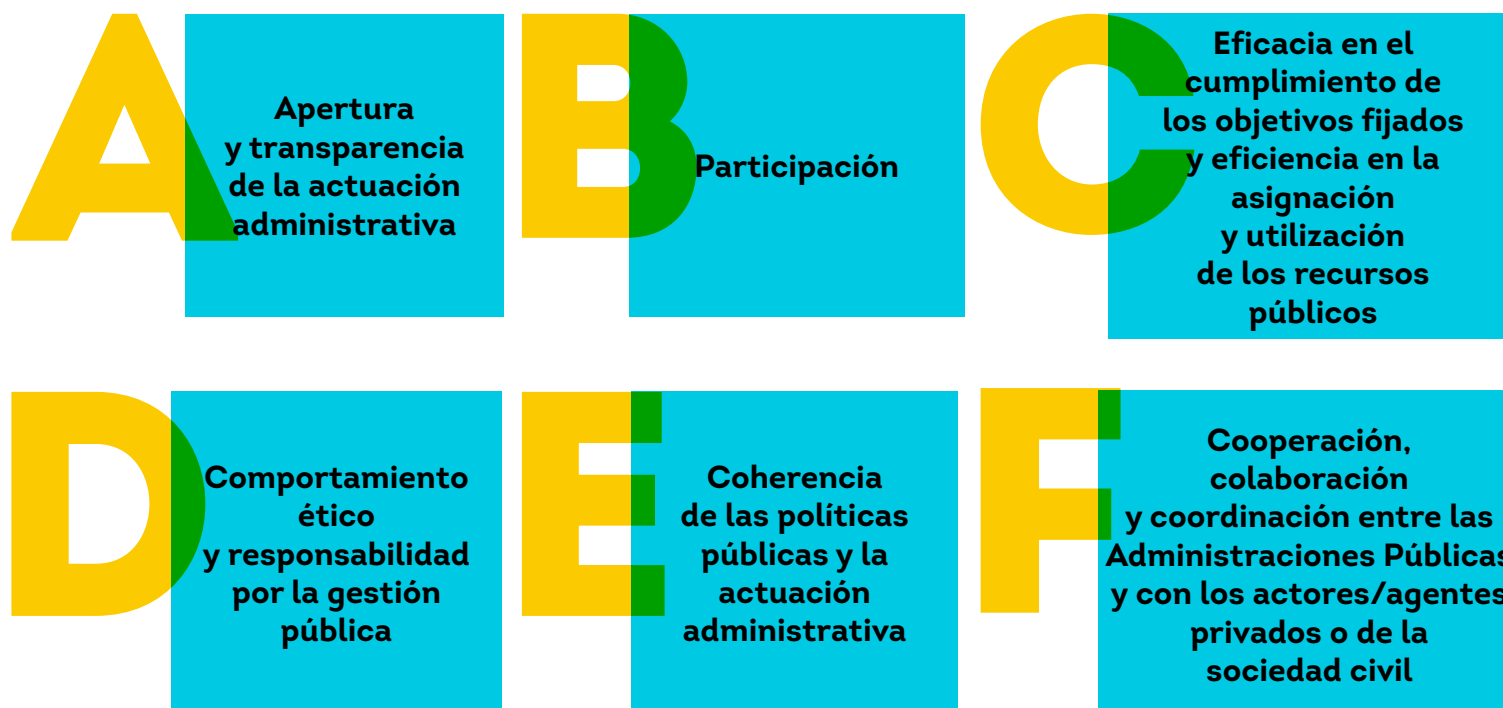 A
Apertura
y transparencia
de la actuación
administrativa
B
Participación
C
Eficacia en el
cumplimiento de
los objetivos fijados
y eficiencia en la
asignación
y utilización
de los recursos
públicos
D
Comportamiento
ético
y responsabilidad
por la gestión
pública
E
Coherencia
de las políticas
públicas y la
actuación
administrativa
F
Cooperación,
colaboración
y coordinación entre las
Administraciones Públicas
y con los actores/agentes
privados o de la
sociedad civil